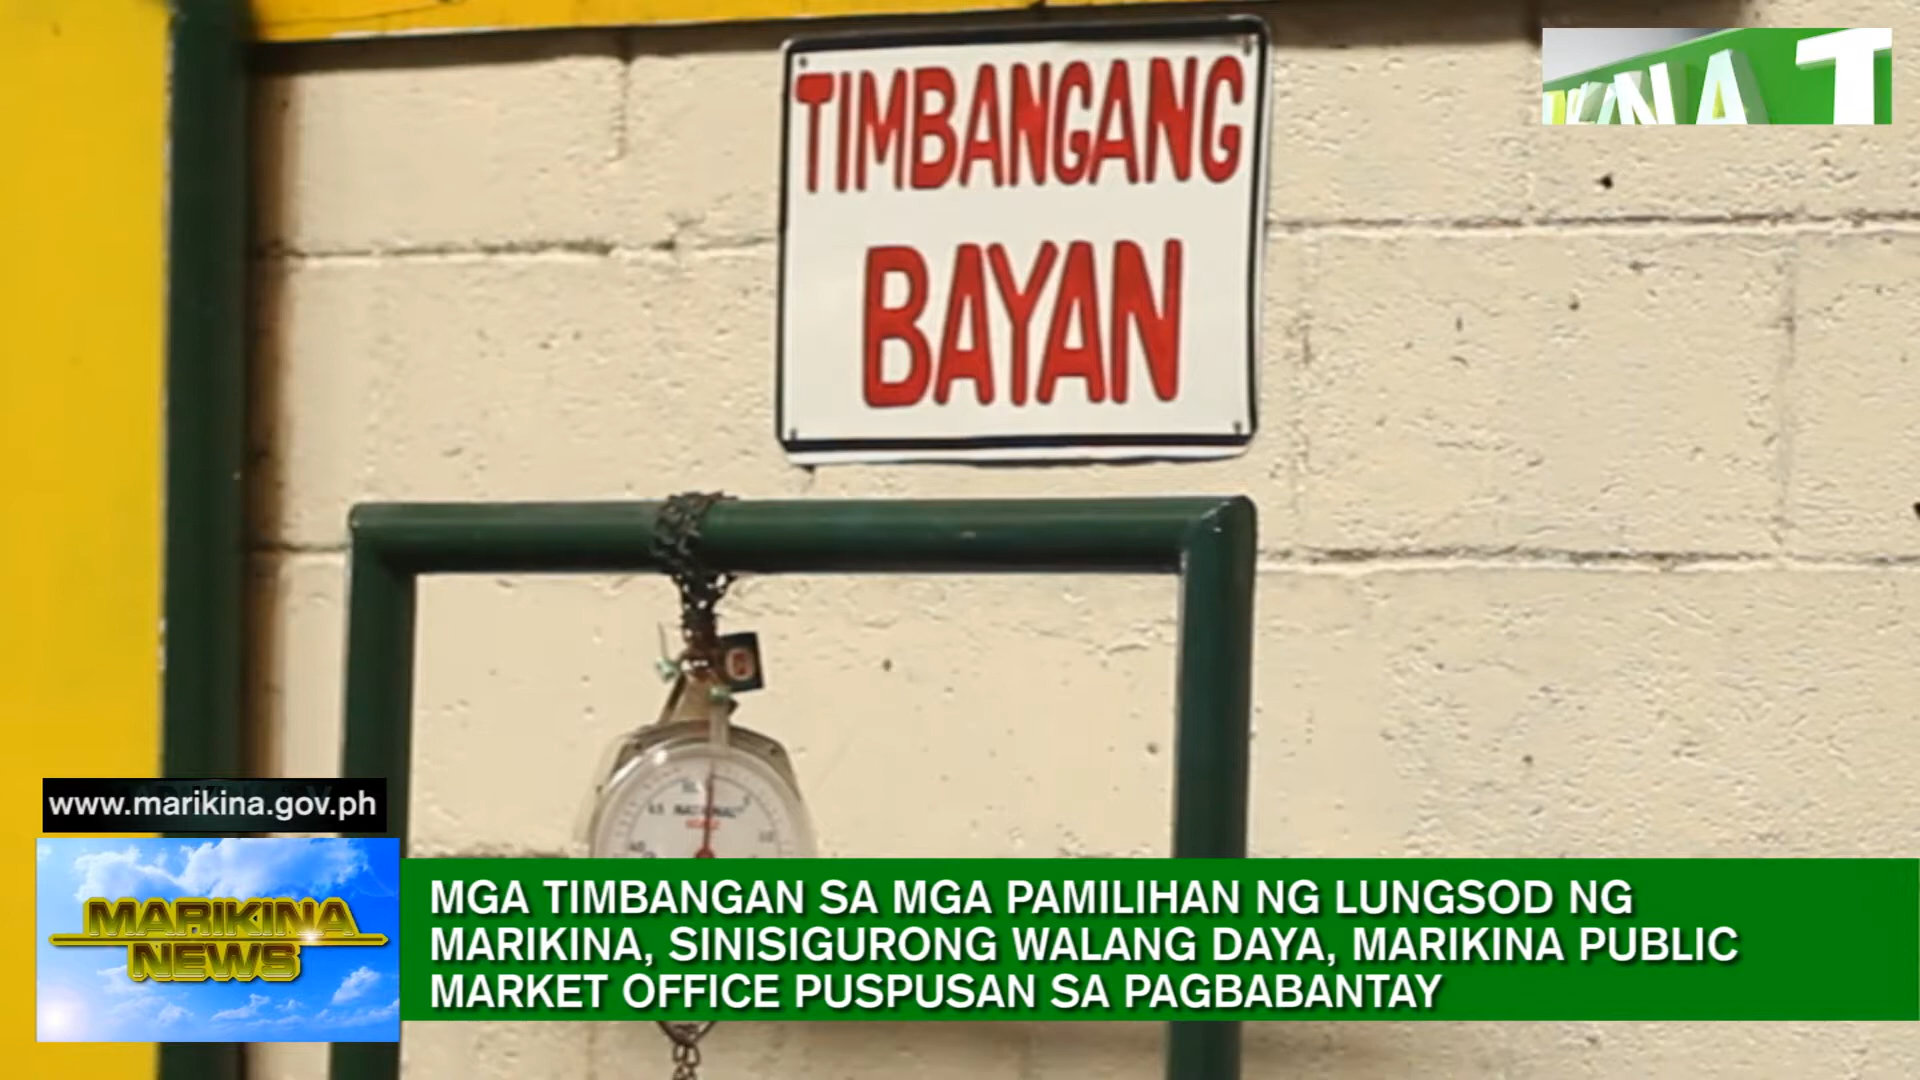 TIMBANGANG
BAYAN
www.marikina.gov.ph
MARIKINA
NEWS
MGA TIMBANGAN SA MGA PAMILIHAN NG LUNGSOD NG
MARIKINA, SINISIGURONG WALANG DAYA, MARIKINA PUBLIC
MARKET OFFICE PUSPUSAN SA PAGBABANTAY